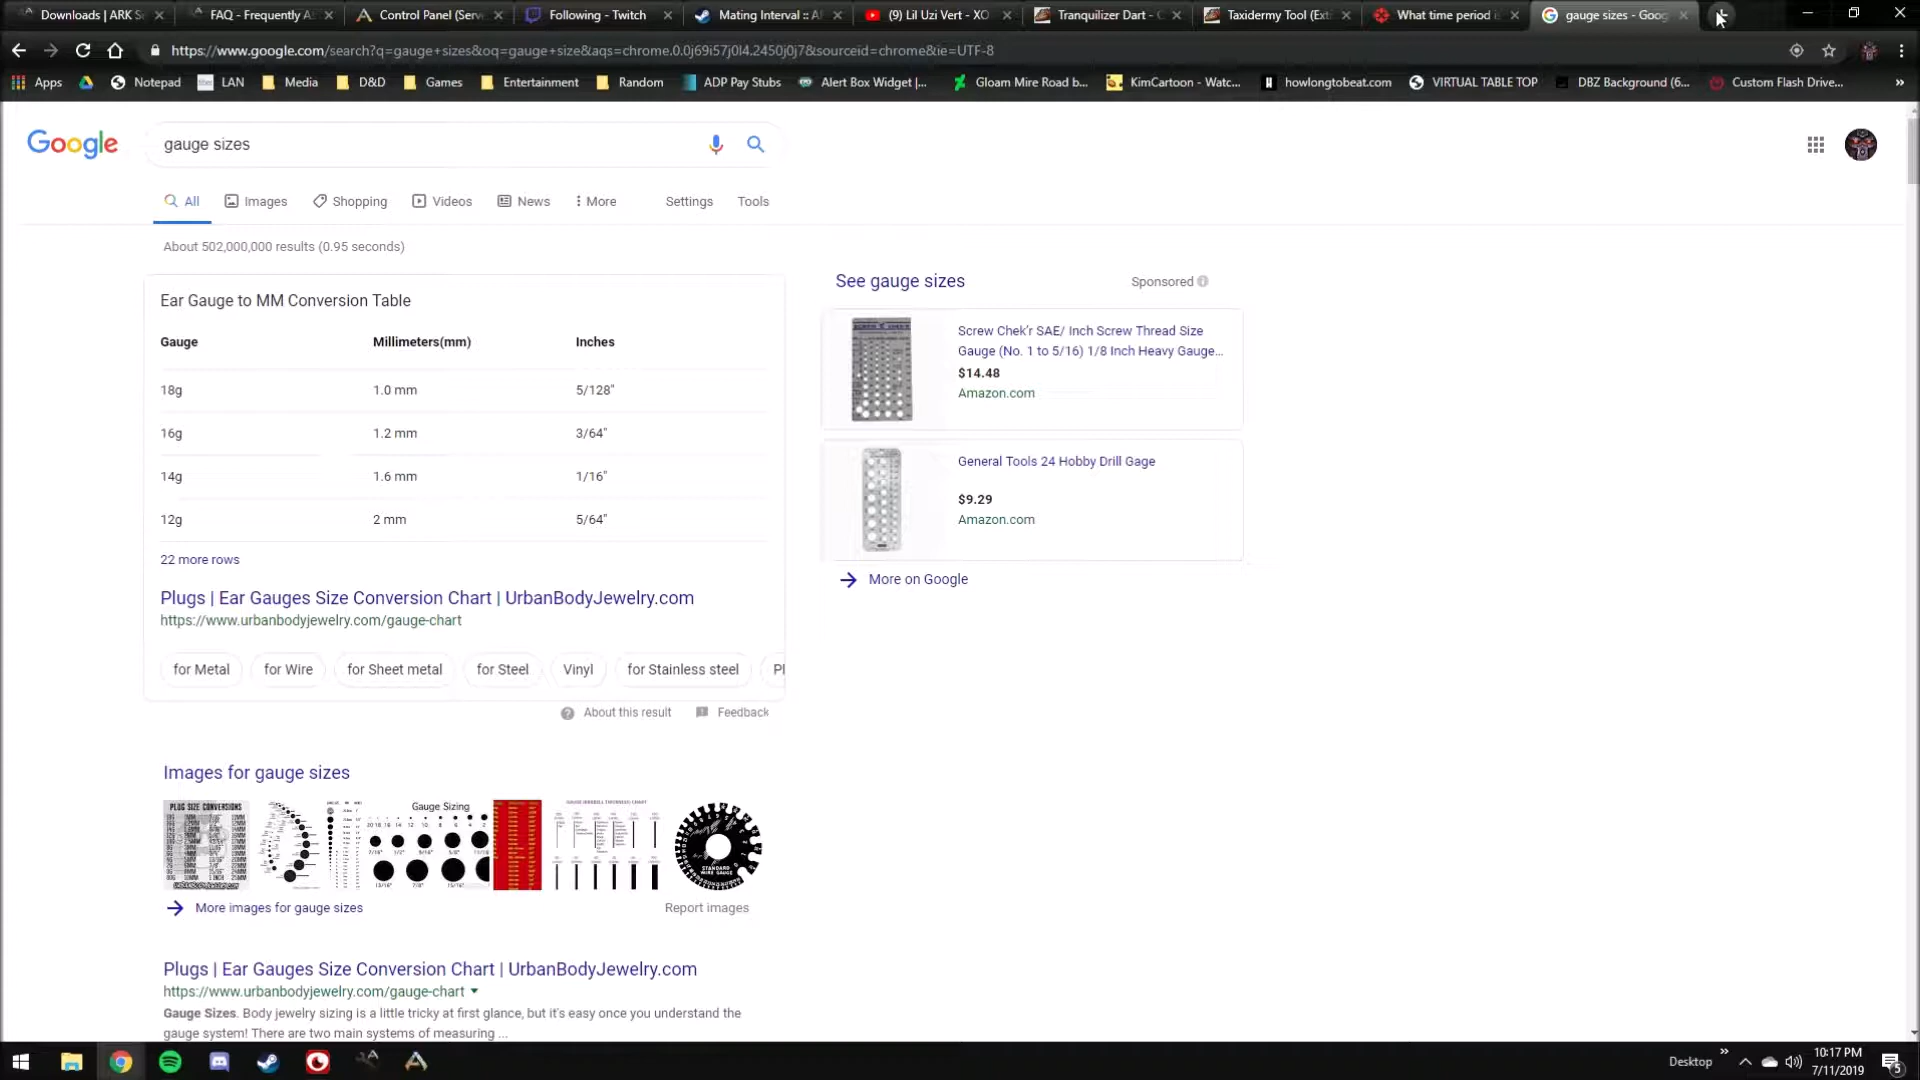 Downloads | ARK S
FAQ - Frequently A
Control Panel (Serv
Following - Twitch
Mating Interval :: A
(9) Lil Uzi Vert - XO
Tranquilizer Dart - C
Taxidermy Tool (Ext
What time period is
gauge sizes - Goog
https://www.google.com/search?q=gauge+sizes&oq=gauge+size&aqs=chrome.0.0j69i57j0l4.2450j0j7&sourceid=chrome&ie=UTF-8
Apps Notepad LAN Media D&D Games Entertainment Random ADP Pay Stubs Alert Box Widget |... Gloam Mire Road b... KimCartoon - Watc... howlongtobeat.com VIRTUAL TABLE TOP DBZ Background (6... Custom Flash Drive... »
Google
gauge sizes
All Images Shopping Videos News More Settings Tools
About 502,000,000 results (0.95 seconds)
Ear Gauge to MM Conversion Table
Gauge Millimeters(mm) Inches
18g 1.0 mm 5/128"
16g 1.2 mm 3/64"
14g 1.6 mm 1/16"
12g 2 mm 5/64"
22 more rows
Plugs | Ear Gauges Size Conversion Chart | UrbanBodyJewelry.com
https://www.urbanbodyjewelry.com/gauge-chart
for Metal for Wire for Sheet metal for Steel Vinyl for Stainless steel Pl
About this result Feedback
See gauge sizes
Sponsored
Screw Chek'r SAE/ Inch Screw Thread Size
Gauge (No. 1 to 5/16) 1/8 Inch Heavy Gauge...
$14.48
Amazon.com
General Tools 24 Hobby Drill Gage
$9.29
Amazon.com
More on Google
Images for gauge sizes
PLUG SIZE CONVERSIONS
Gauge Sizing
STANDARD
WIRE GAUGE
More images for gauge sizes
Report images
Plugs | Ear Gauges Size Conversion Chart | UrbanBodyJewelry.com
https://www.urbanbodyjewelry.com/gauge-chart
Gauge Sizes. Body jewelry sizing is a little tricky at first glance, but it's easy once you understand the
gauge system! There are two main systems of measuring ...
Desktop »
10:17 PM
7/11/2019
5